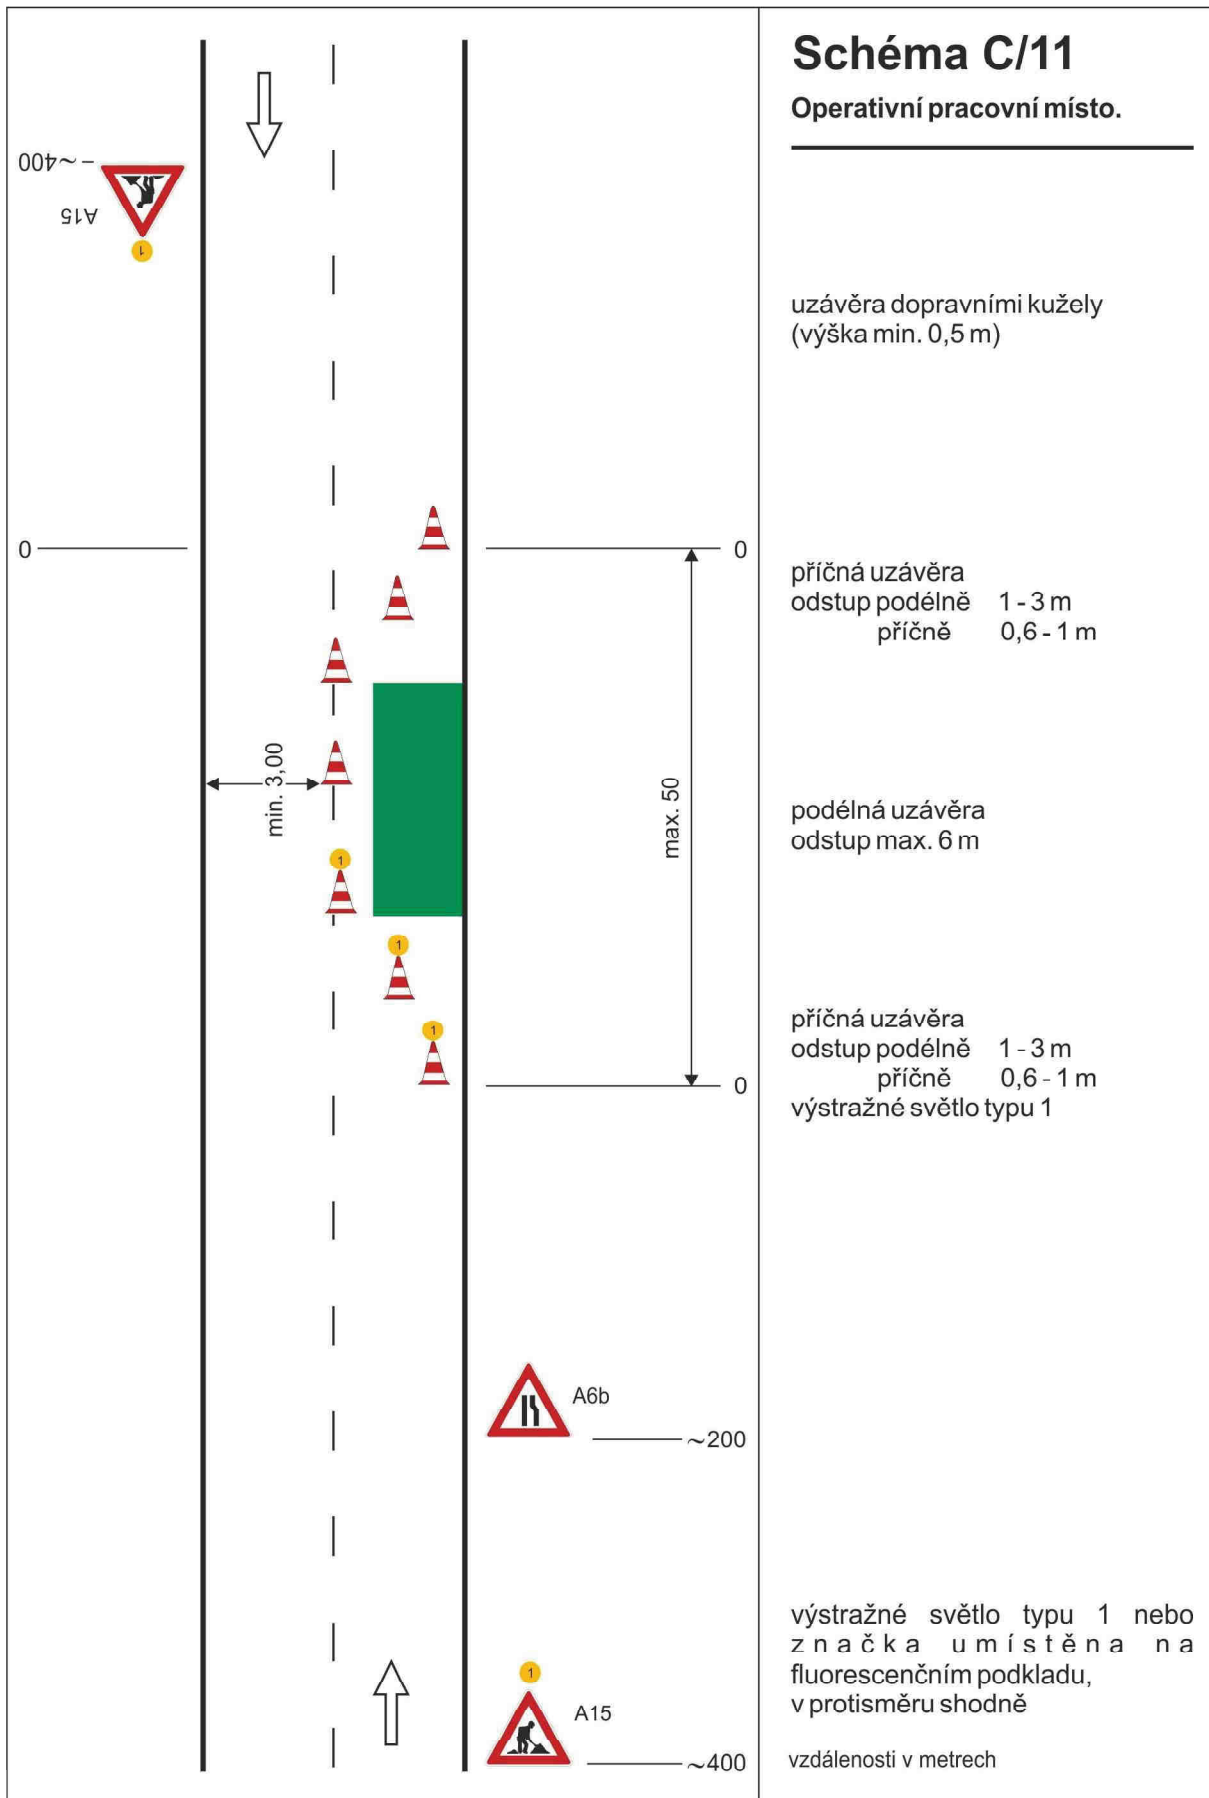 Schéma C/11
Operativní pracovní místo.
~400
A15
1
uzávěra dopravními kužely
(výška min. 0,5 m)
0
0
příčná uzávěra
odstup podélně 1 - 3 m
příčně 0,6 - 1 m
min. 3,00
max. 50
podélná uzávěra
odstup max. 6 m
1
1
1
příčná uzávěra
odstup podélně 1 - 3 m
příčně 0,6 - 1 m
0
výstražné světlo typu 1
A6b
~200
výstražné světlo typu 1 nebo
značka umístěna na
fluorescenčním podkladu,
v protisměru shodně
1
A15
~400
vzdálenosti v metrech